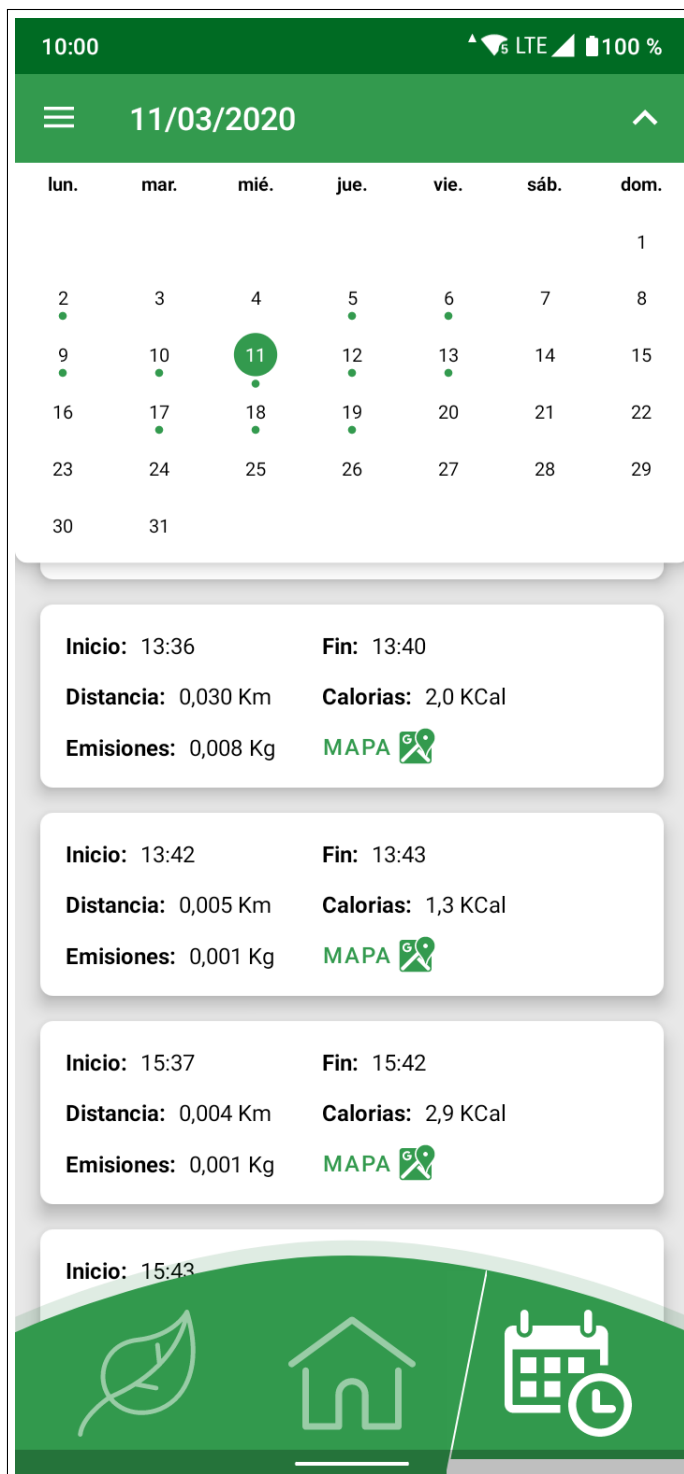 10:00 5 LTE 100 %
11/03/2020
lun. mar. mié. jue. vie. sáb. dom.
1
2 3 4 5 6 7 8
9 10 11 12 13 14 15
16 17 18 19 20 21 22
23 24 25 26 27 28 29
30 31
Inicio: 13:36 Fin: 13:40
Distancia: 0,030 Km Calorias: 2,0 KCal
Emisiones: 0,008 Kg MAPA G
Inicio: 13:42 Fin: 13:43
Distancia: 0,005 Km Calorias: 1,3 KCal
Emisiones: 0,001 Kg MAPA G
Inicio: 15:37 Fin: 15:42
Distancia: 0,004 Km Calorias: 2,9 KCal
Emisiones: 0,001 Kg MAPA G
Inicio: 15:43